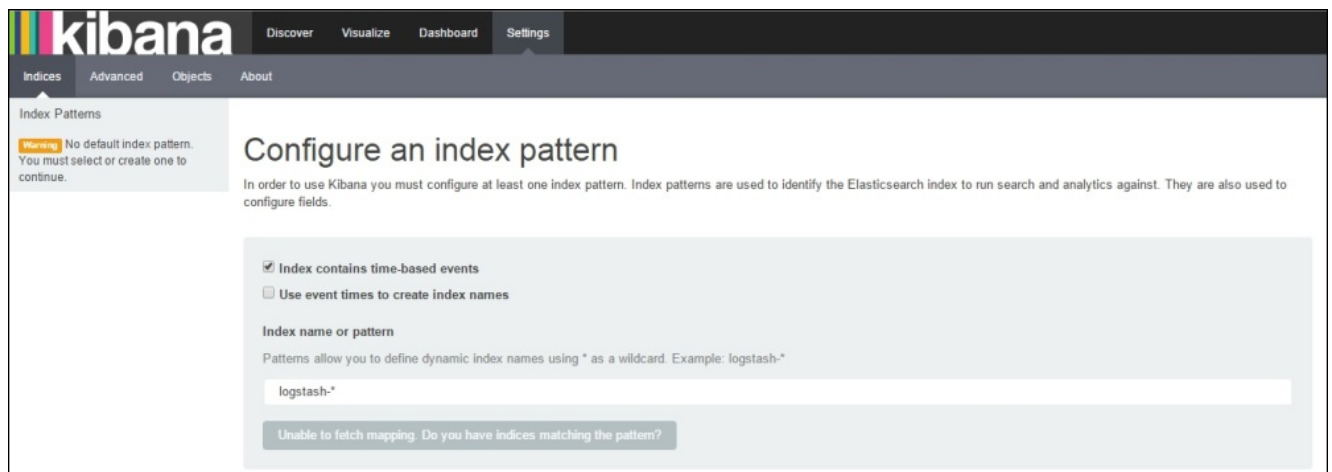 kibana
Discover Visualize Dashboard Settings
Indices Advanced Objects About
Index Patterns
Warning No default index pattern.
You must select or create one to
continue.
Configure an index pattern
In order to use Kibana you must configure at least one index pattern. Index patterns are used to identify the Elasticsearch index to run search and analytics against. They are also used to
configure fields.
Index contains time-based events
Use event times to create index names
Index name or pattern
Patterns allow you to define dynamic index names using * as a wildcard. Example: logstash-*
logstash-*
Unable to fetch mapping. Do you have indices matching the pattern?